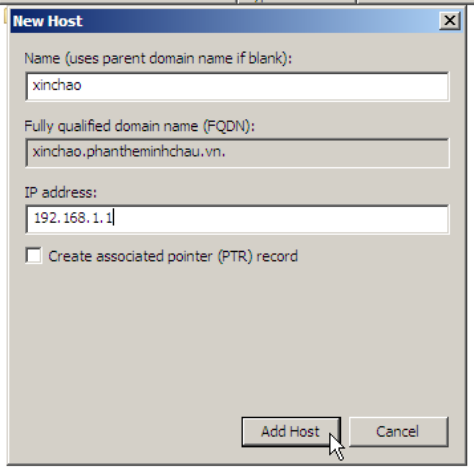 New Host
Name (uses parent domain name if blank):
xinchao
Fully qualified domain name (FQDN):
xinchao.phantheminhchau.vn.
IP address:
192.168.1.1
Create associated pointer (PTR) record
Add Host
Cancel